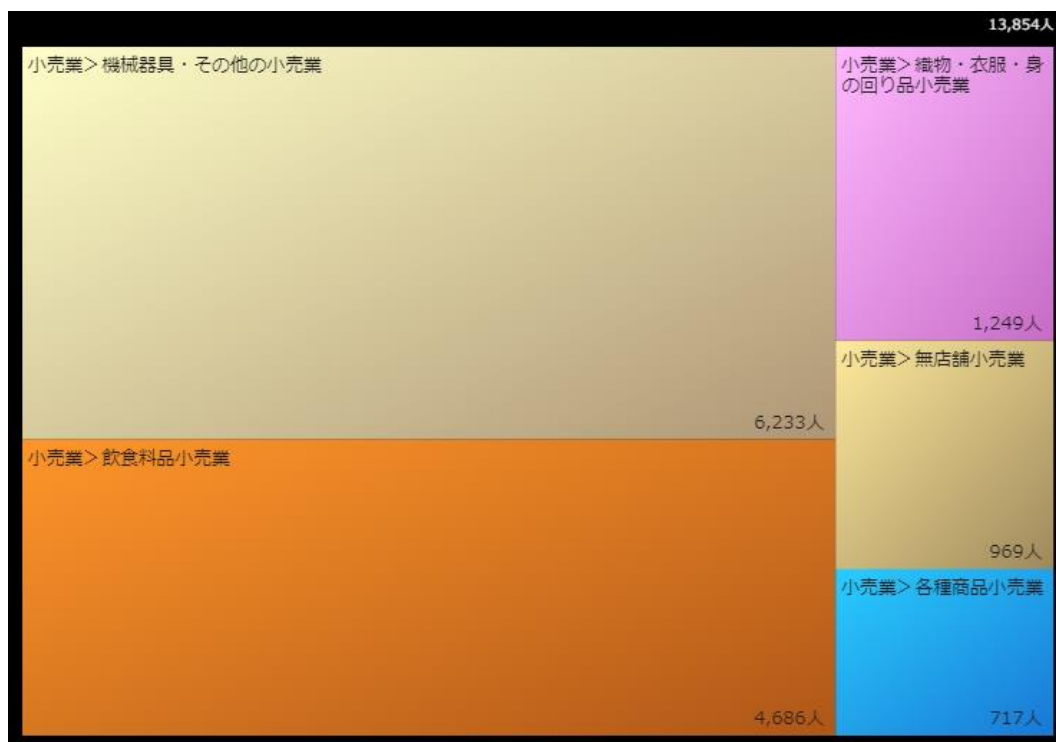 13,854人
小売業＞機械器具・その他の小売業
6,233人
小売業＞飲食料品小売業
4,686人
小売業＞織物・衣服・身
の回り品小売業
1,249人
小売業＞無店舗小売業
969人
小売業＞各種商品小売業
717人